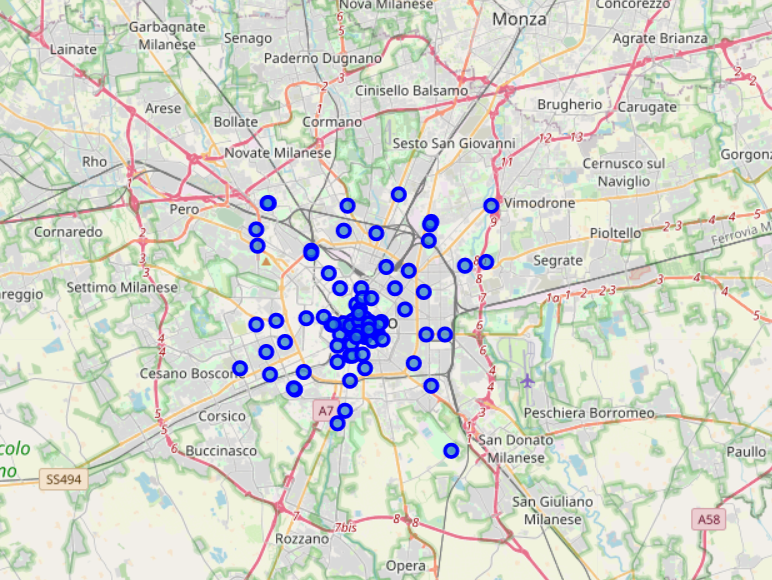 Nova Milanese
Concorezzo
Garbagnate
Milanese
Senago
Monza
Lainate
Paderno Dugnano
Agrate Brianza
Cinisello Balsamo
Arese
Brugherio
Carugate
Bollate
Cormano
Sesto San Giovanni
Rho
Novate Milanese
Cernusco sul
Naviglio
Gorgonz
Pero
Vimodrone
Cornaredo
Pioltello
Ferrovia M
Segrate
Settimo Milanese
areggio
Cesano Boscon
A7
Corsico
Peschiera Borromeo
Buccinasco
San Donato
Milanese
Paullo
SS494
San Giuliano
Milanese
A58
Rozzano
Opera